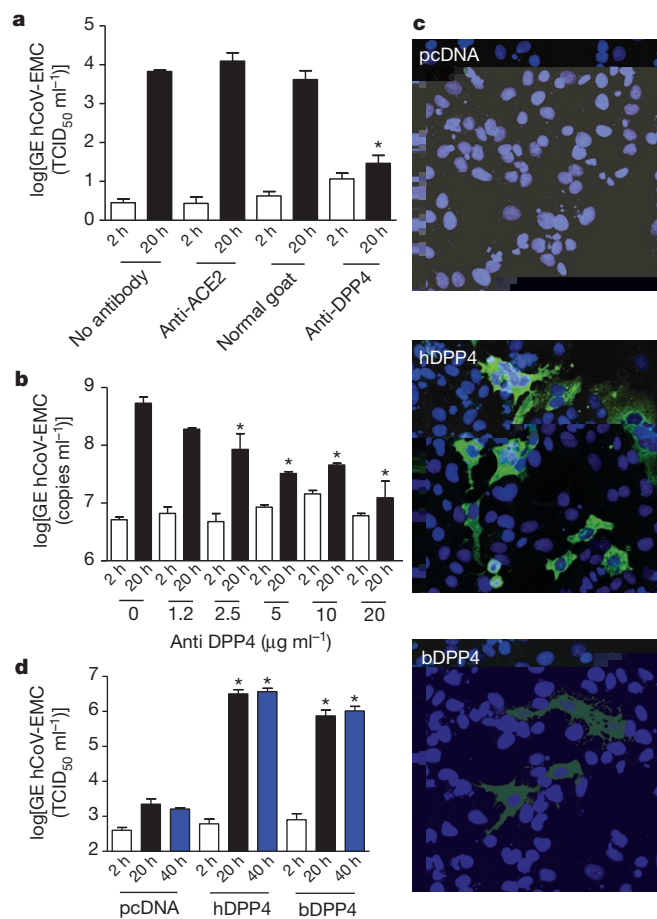 a
log[GE hCoV-EMC
(TCID50 ml−1)]
5
4
3
2
1
0
*
2 h
20 h
2 h
20 h
2 h
20 h
2 h
20 h
No antibody
Anti-ACE2
Normal goat
Anti-DPP4
b
log[GE hCoV-EMC
(copies ml−1)]
9
8
7
6
* * * *
2 h
20 h
2 h
20 h
2 h
20 h
2 h
20 h
2 h
20 h
2 h
20 h
0 1.2 2.5 5 10 20
Anti DPP4 (μg ml−1)
d
log[GE hCoV-EMC
(TCID50 ml−1)]
7
6
5
4
3
2
* * * *
2 h
20 h
40 h
2 h
20 h
40 h
2 h
20 h
40 h
pcDNA hDPP4 bDPP4
c
pcDNA
hDPP4
bDPP4